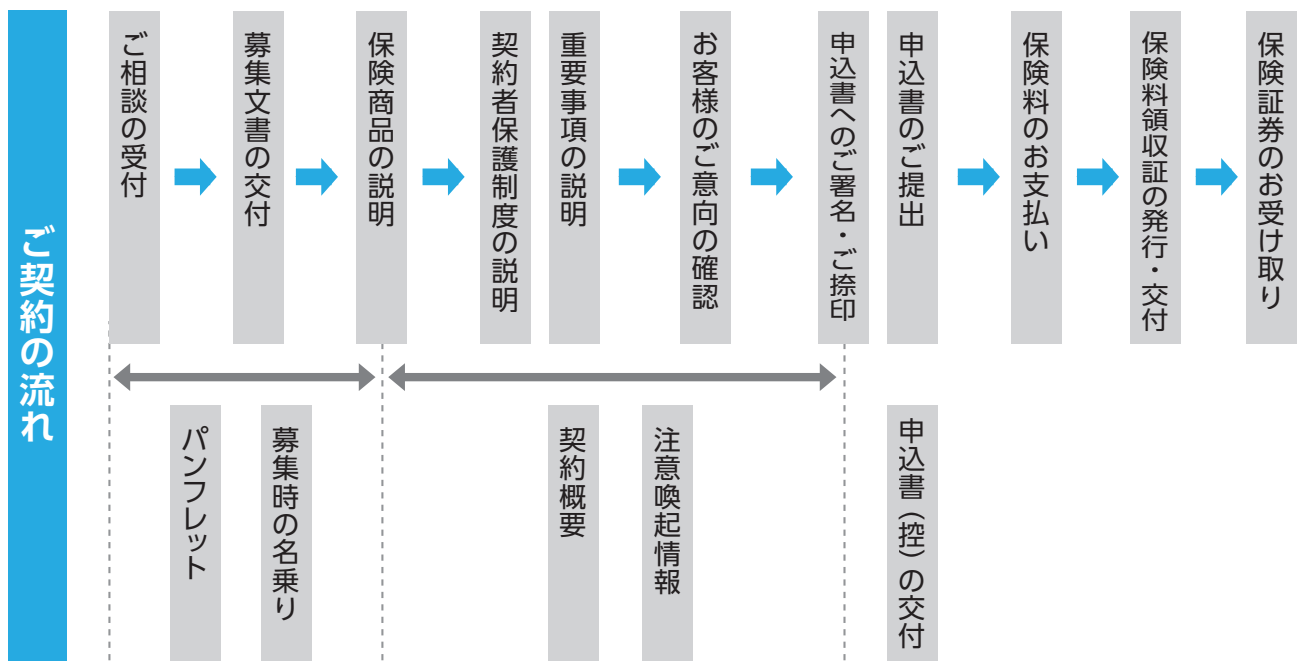 ご契約の流れ
ご相談の受付
募集文書の交付
保険商品の説明
契約者保護制度の説明
重要事項の説明
お客様のご意向の確認
申込書へのご署名・ご捺印
申込書のご提出
保険料のお支払い
保険料領収証の発行・交付
保険証券のお受け取り
パンフレット
募集時の名乗り
契約概要
注意喚起情報
申込書（控）の交付